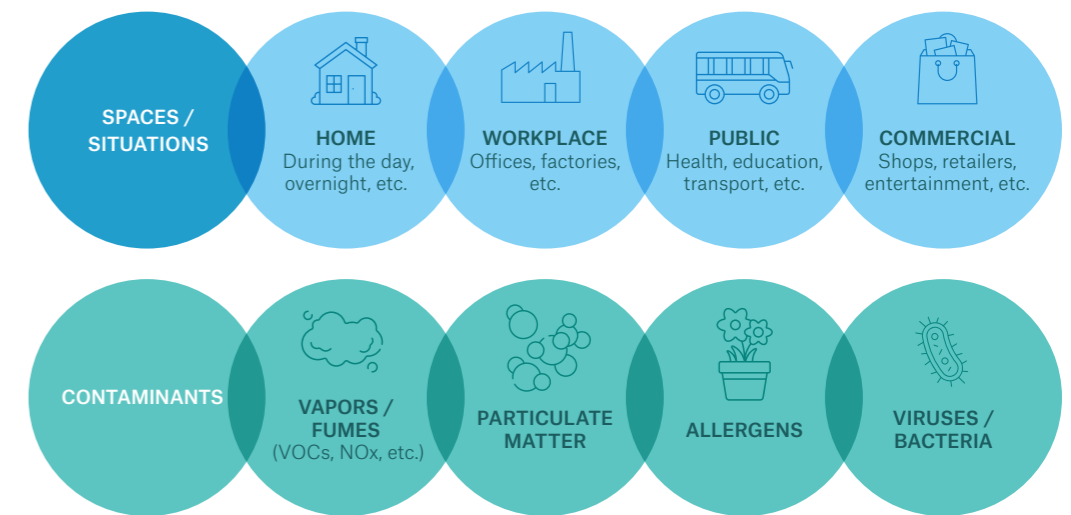 SPACES /
SITUATIONS
HOME
During the day,
overnight, etc.
WORKPLACE
Offices, factories,
etc.
PUBLIC
Health, education,
transport, etc.
COMMERCIAL
Shops, retailers,
entertainment, etc.
CONTAMINANTS
VAPORS /
FUMES
(VOCs, NOx, etc.)
PARTICULATE
MATTER
ALLERGENS
VIRUSES /
BACTERIA